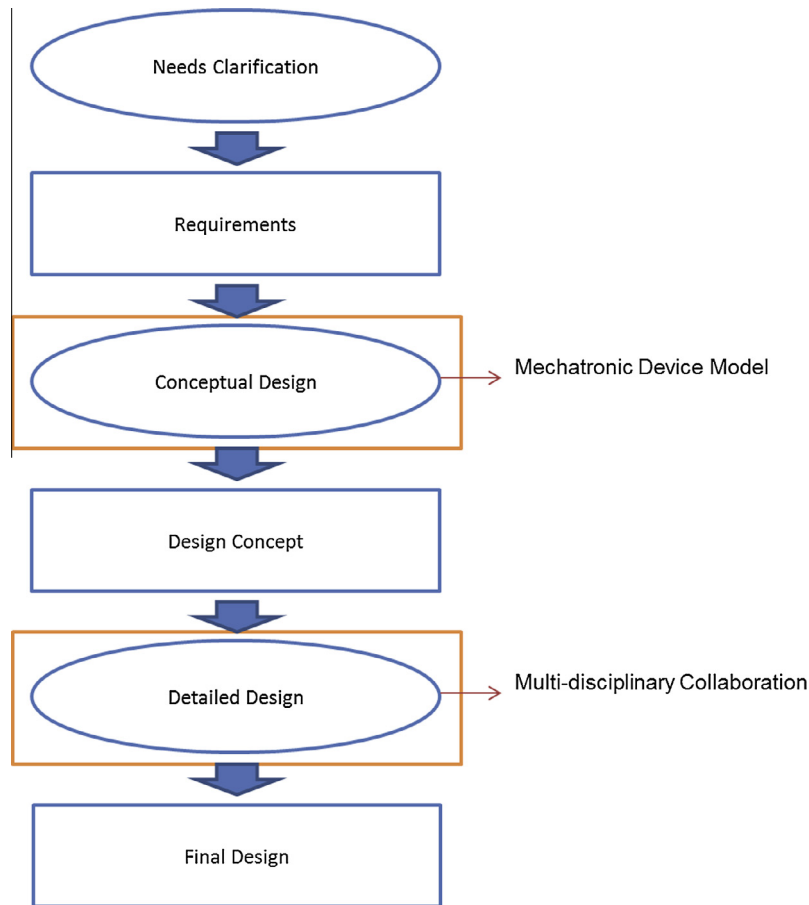 Needs Clarification
Requirements
Conceptual Design
Mechatronic Device Model
Design Concept
Detailed Design
Multi-disciplinary Collaboration
Final Design